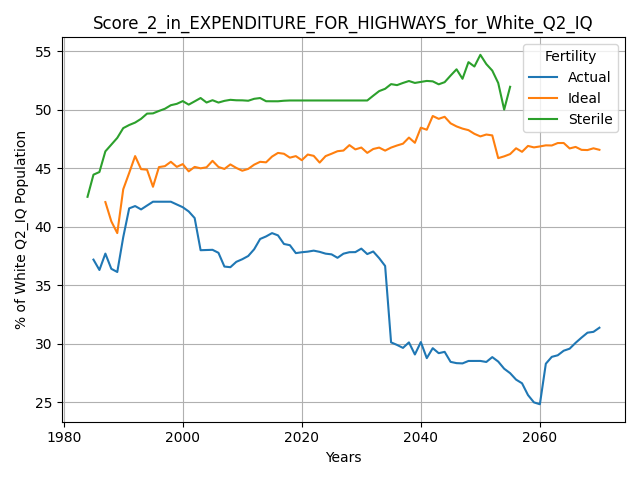 Score_2_in_EXPENDITURE_FOR_HIGHWAYS_for_White_Q2_IQ
% of White Q2_IQ Population
55
50
45
40
35
30
25
Fertility
Actual
Ideal
Sterile
1980
2000
2020
2040
2060
Years